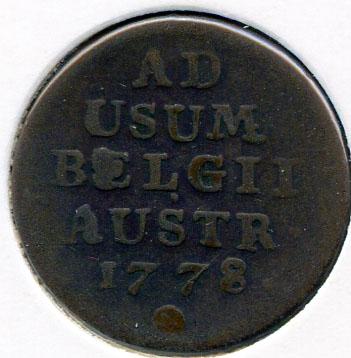 AD
USUM
BELGII
AUSTR
1778